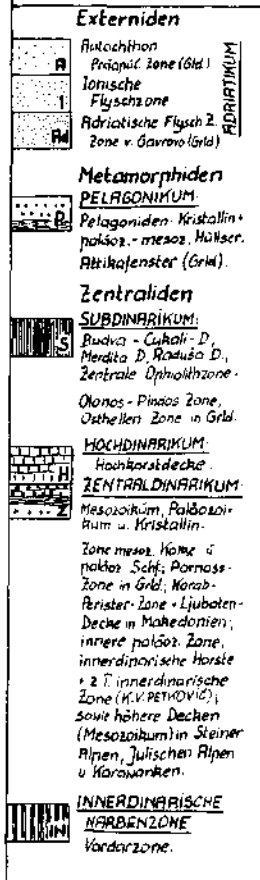 Externiden
A
Autochthon
Präapul. Zone (Gld.)
1
Ionische
Flyschzone
Ad
Adriatische Flysch Z.
Zone v. Gavrovo (Grld)
ADRIATIKUM
Metamorphiden
PELAGONIKUM:
P
Pelagoniden-Kristallin +
paläoz.- mesoz. Hüllser.
Attikafenster (Grld).
Zentraliden
SUBDINARIKUM:
S
Budva - Cukali - D,
Merdita D, Raduša D.,
Zentrale Ophiolithzone.
Olonos - Pindos Zone,
Osthellen Zone in Grld.
HOCHDINARIKUM:
H
Hochkarstdecke.
ZENTRALDINARIKUM:
Z
Mesozoikum, Paläozoi-
kum u. Kristallin.
Zone mesoz. Kalke ü
paläoz. Schf.; Parnass-
Zone in Grld; Korab-
Perister-Zone + Ljuboten-
Decke in Makedonien;
innere paläoz. Zone,
innerdinarische Horste
+ z T. innerdinarische
Zone (K.V. PETKOVIĆ);
sowie höhere Decken
(Mesozoikum) in Steiner
Alpen, Julischen Alpen
u Karawanken.
INNERDINARISCHE
NARBENZONE
IN
Vardarzone.